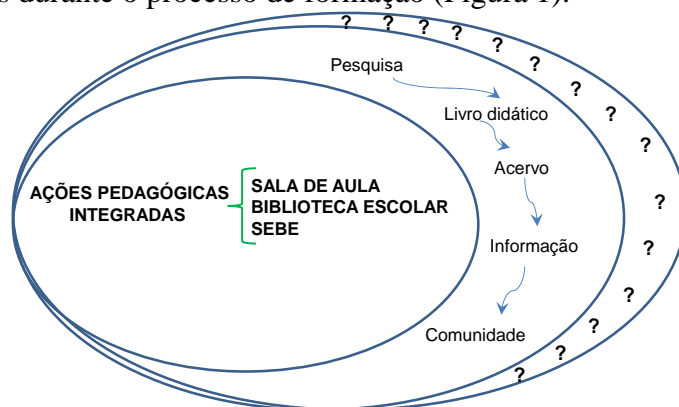 s durante o processo de formação (Figura 1).
? ? ? ? ? ? ? ? ? ? ? ? ? ? ?
Pesquisa
Livro didático
Acervo
Informação
Comunidade
AÇÕES PEDAGÓGICAS
INTEGRADAS
SALA DE AULA
BIBLIOTECA ESCOLAR
SEBE